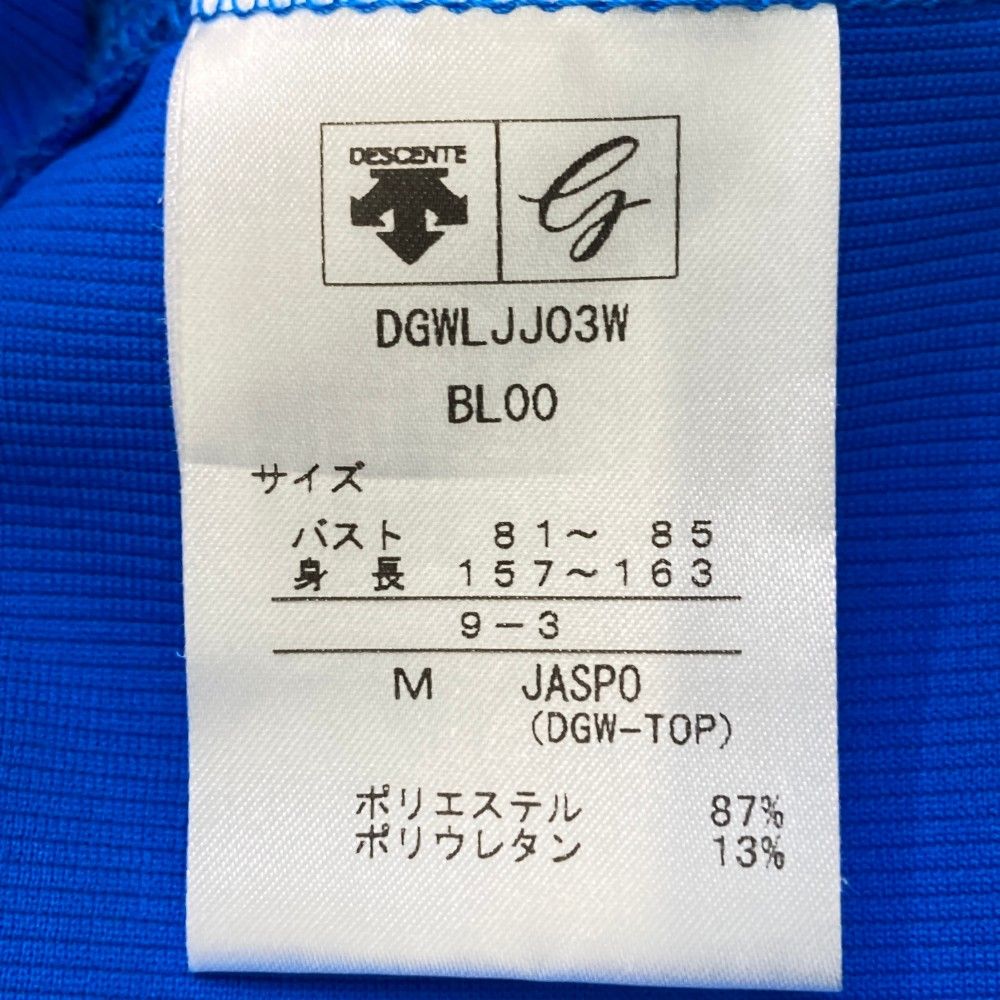 DESCENTE G
DGWLJJ03W
BL00
サイズ
バスト 81〜 85
身 長 157〜163
9-3
M JASPO
(DGW-TOP)
ポリエステル 87%
ポリウレタン 13%